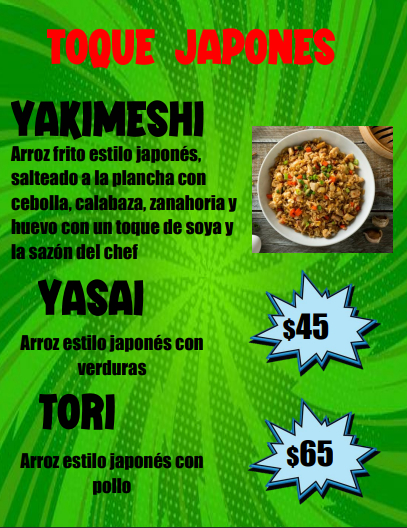 TOQUE JAPONES
YAKIMESHI
Arroz frito estilo japonés,
salteado a la plancha con
cebolla, calabaza, zanahoria y
huevo con un toque de soya y
la sazón del chef
YASAI
$45
Arroz estilo japonés con
verduras
TORI
$65
Arroz estilo japonés con
pollo